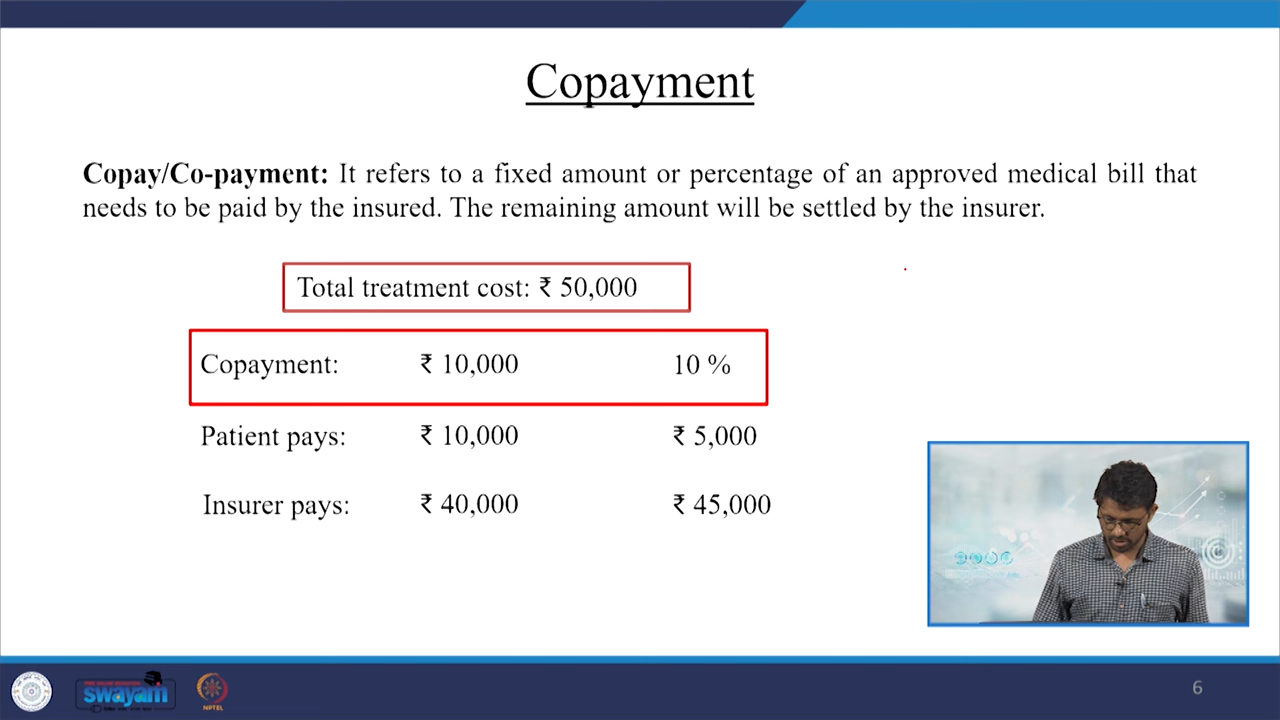 Copayment
Copay/Co-payment: It refers to a fixed amount or percentage of an approved medical bill that
needs to be paid by the insured. The remaining amount will be settled by the insurer.
Total treatment cost: ₹ 50,000
Copayment: ₹ 10,000 10 %
Patient pays: ₹ 10,000 ₹ 5,000
Insurer pays: ₹ 40,000 ₹ 45,000
swayam
NPTEL
6